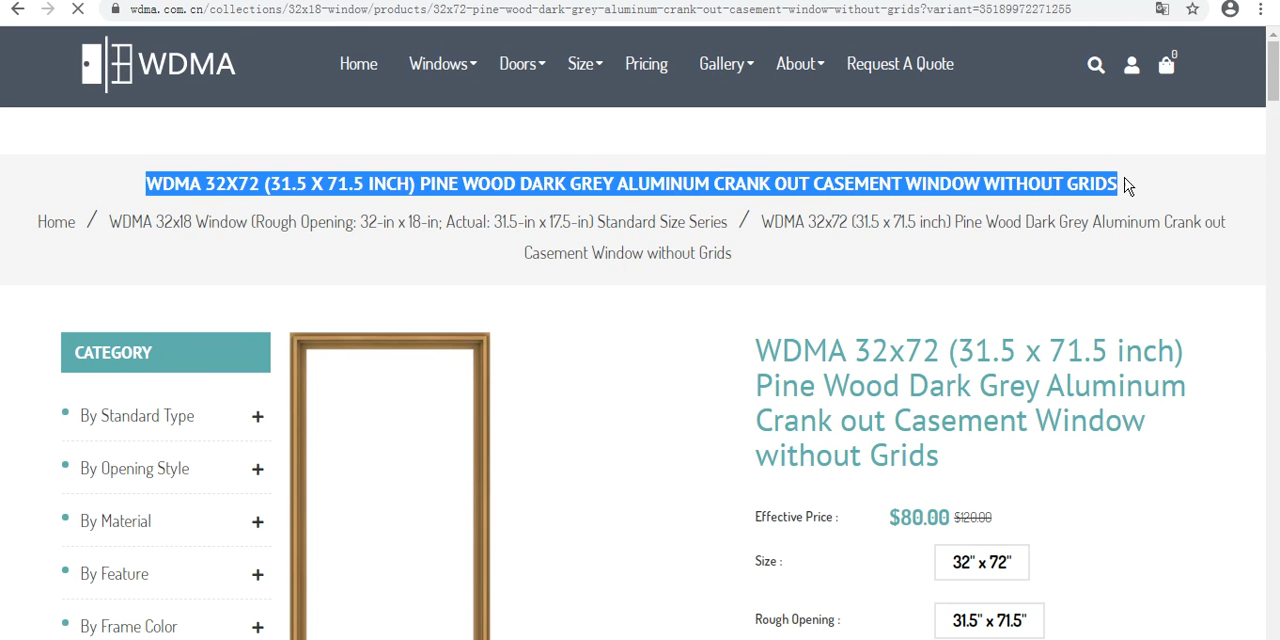 wdma.com.cn/collections/32x18-window/products/32x72-pine-wood-dark-grey-aluminum-crank-out-casement-window-without-grids?variant=35189972271255
WDMA Home Windows Doors Size Pricing Gallery About Request A Quote 0
WDMA 32X72 (31.5 X 71.5 INCH) PINE WOOD DARK GREY ALUMINUM CRANK OUT CASEMENT WINDOW WITHOUT GRIDS
Home / WDMA 32x18 Window (Rough Opening: 32-in x 18-in; Actual: 31.5-in x 17.5-in) Standard Size Series / WDMA 32x72 (31.5 x 71.5 inch) Pine Wood Dark Grey Aluminum Crank out
Casement Window without Grids
CATEGORY
By Standard Type +
By Opening Style +
By Material +
By Feature +
By Frame Color +
WDMA 32x72 (31.5 x 71.5 inch)
Pine Wood Dark Grey Aluminum
Crank out Casement Window
without Grids
Effective Price : $80.00 $120.00
Size : 32" x 72"
Rough Opening : 31.5" x 71.5"